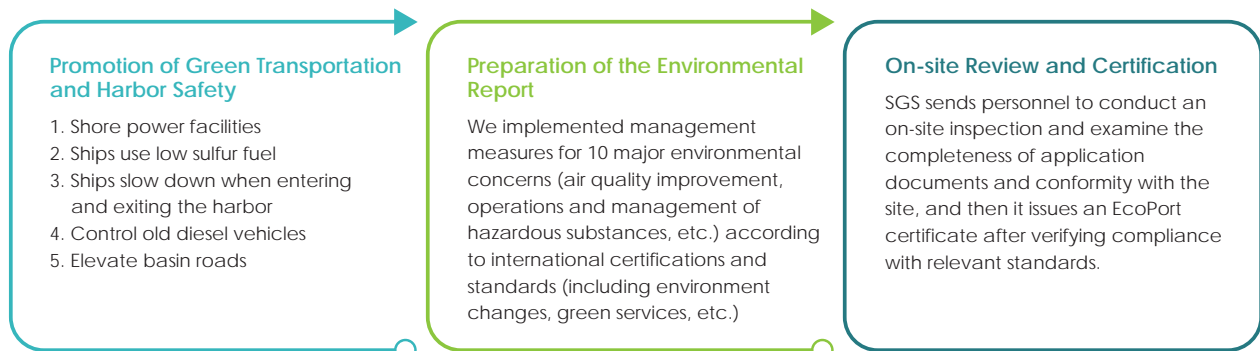 Promotion of Green Transportation
and Harbor Safety
1. Shore power facilities
2. Ships use low sulfur fuel
3. Ships slow down when entering
and exiting the harbor
4. Control old diesel vehicles
5. Elevate basin roads
Preparation of the Environmental
Report
We implemented management
measures for 10 major environmental
concerns (air quality improvement,
operations and management of
hazardous substances, etc.) according
to international certifications and
standards (including environment
changes, green services, etc.)
On-site Review and Certification
SGS sends personnel to conduct an
on-site inspection and examine the
completeness of application
documents and conformity with the
site, and then it issues an EcoPort
certificate after verifying compliance
with relevant standards.